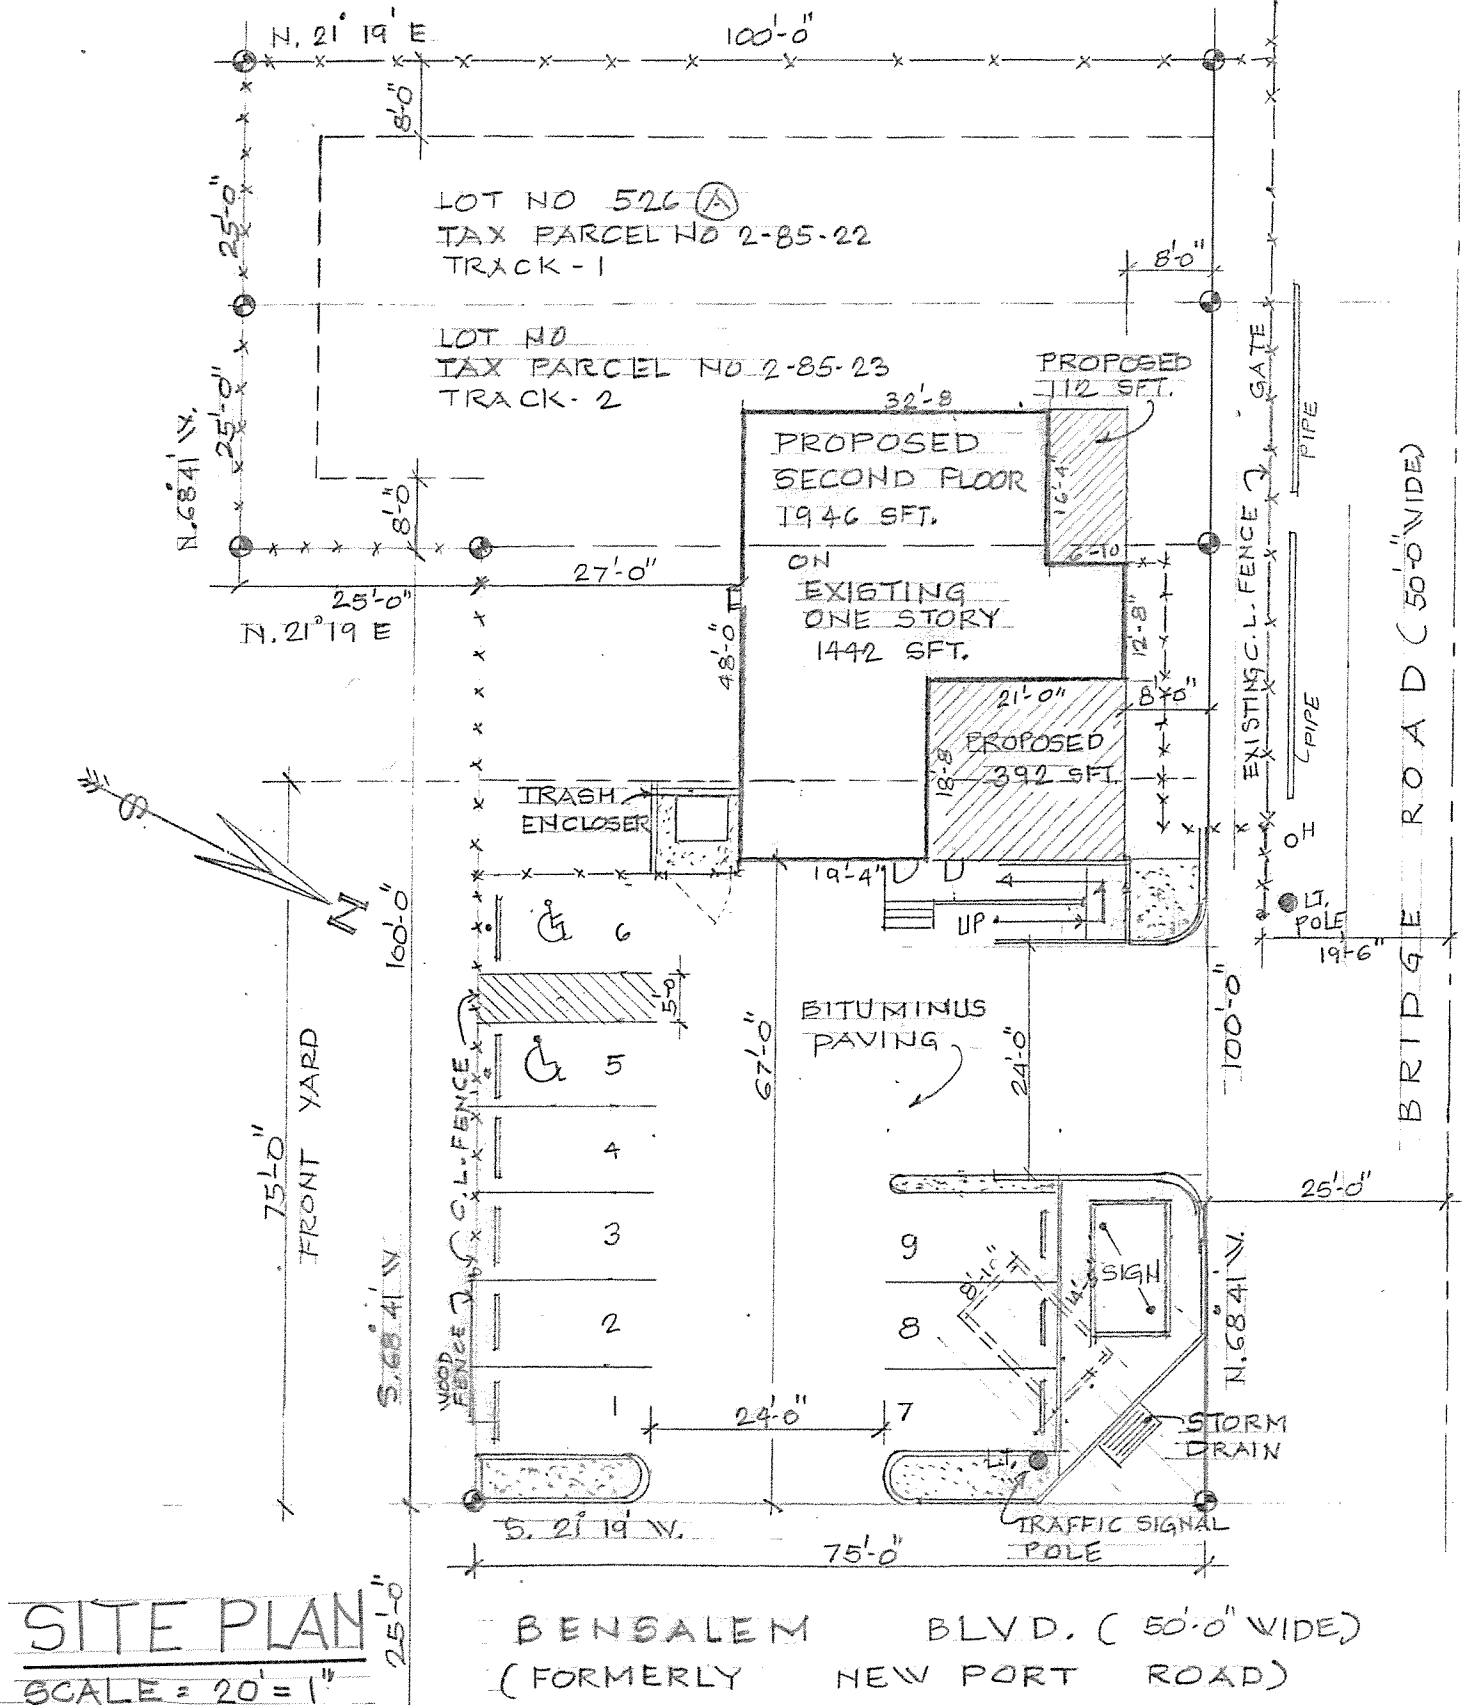 N. 21° 19' E
100'-0"
8'-0"
25'-0"
LOT NO 526 A
TAX PARCEL NO 2-85-22
TRACK-1
8'-0"
LOT NO
TAX PARCEL NO 2-85-23
TRACK-2
PROPOSED
112 SFT.
GATE
PIPE
25'-0"
N.68°41' W.
32'-8
PROPOSED
SECOND FLOOR
1946 SFT.
16'-4"
8'-0"
6-10
ON
EXISTING
ONE STORY
1442 SFT.
27'-0"
25'-0"
N. 21° 19 E
48'-0"
12'-8"
EXISTING C.L. FENCE
BRIDGE ROAD (50'-0" WIDE)
21'-0"
8'-0"
PIPE
PROPOSED
392 SFT.
18'-8
S
N
TRASH
ENCLOSER
19'-4"
UP
LT.
POLE
19'-6"
100'-0"
6
5'-0
BITUMINUS
PAVING
67'-0"
24'-0"
100'-0"
5
C.L. FENCE
75'-0"
FRONT YARD
4
25'-0"
3
9
8'-1"
SIGN
S. 68° 41' W
N. 68 41 W.
WOOD
FENCE
2
8
1
24'-0"
7
STORM
DRAIN
LT.
S. 21° 19' W.
TRAFFIC SIGNAL
POLE
75'-0"
SITE PLAN
SCALE = 20' = 1"
25'-0"
BENSALEM BLVD. ( 50'-0" WIDE)
(FORMERLY NEW PORT ROAD)